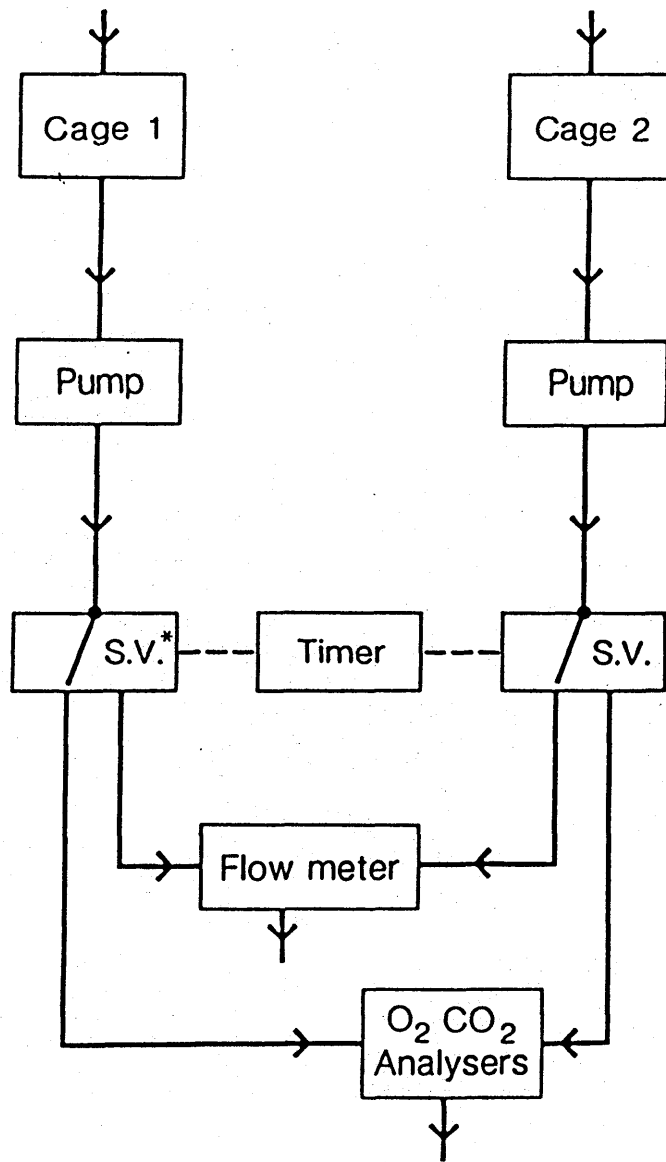 Cage 1
Cage 2
Pump
Pump
S.V.*
Timer
S.V.
Flow meter
O₂ CO₂
Analysers